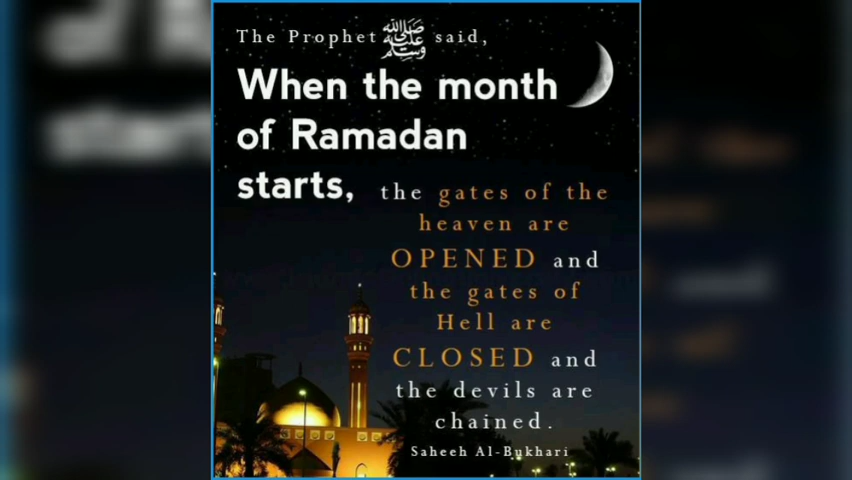 The Prophet ﷺ said,
When the month
of Ramadan
starts, the gates of the
heaven are
OPENED and
the gates of
Hell are
CLOSED and
the devils are
chained.
Saheeh Al-Bukhari